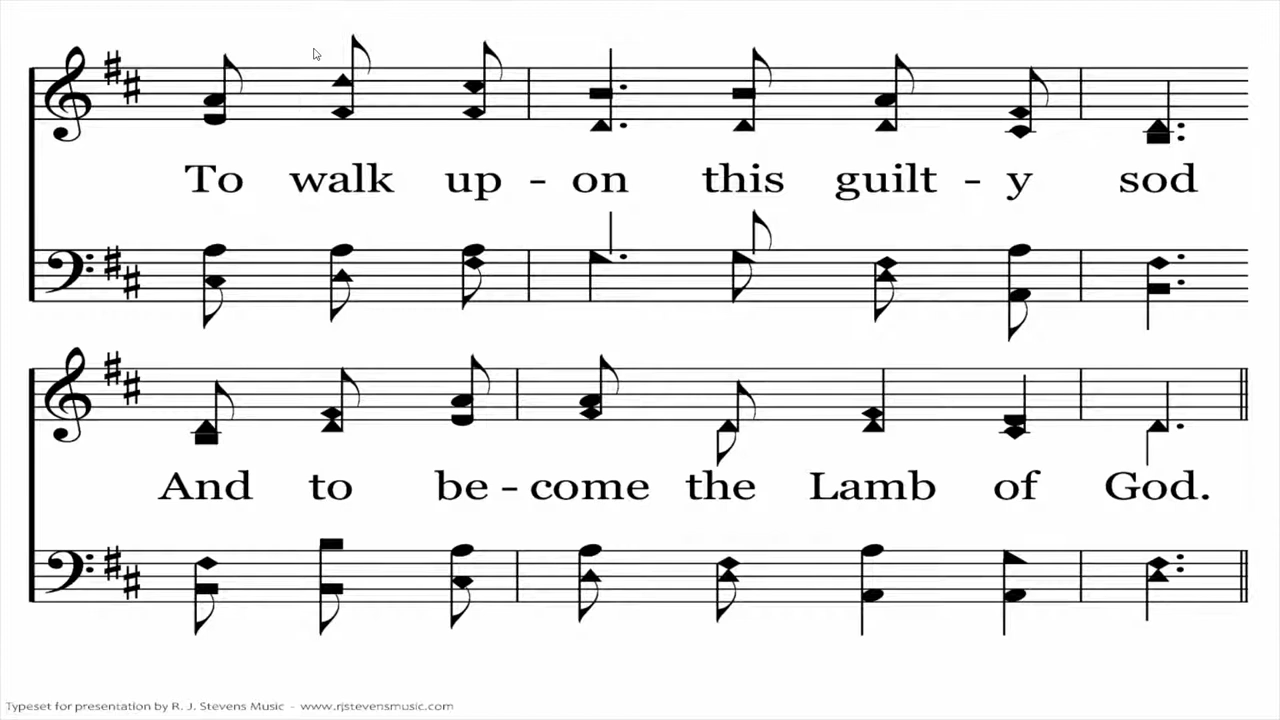 To walk up - on this guilt - y sod
And to be - come the Lamb of God.
Typeset for presentation by R. J. Stevens Music - www.rjstevensmusic.com